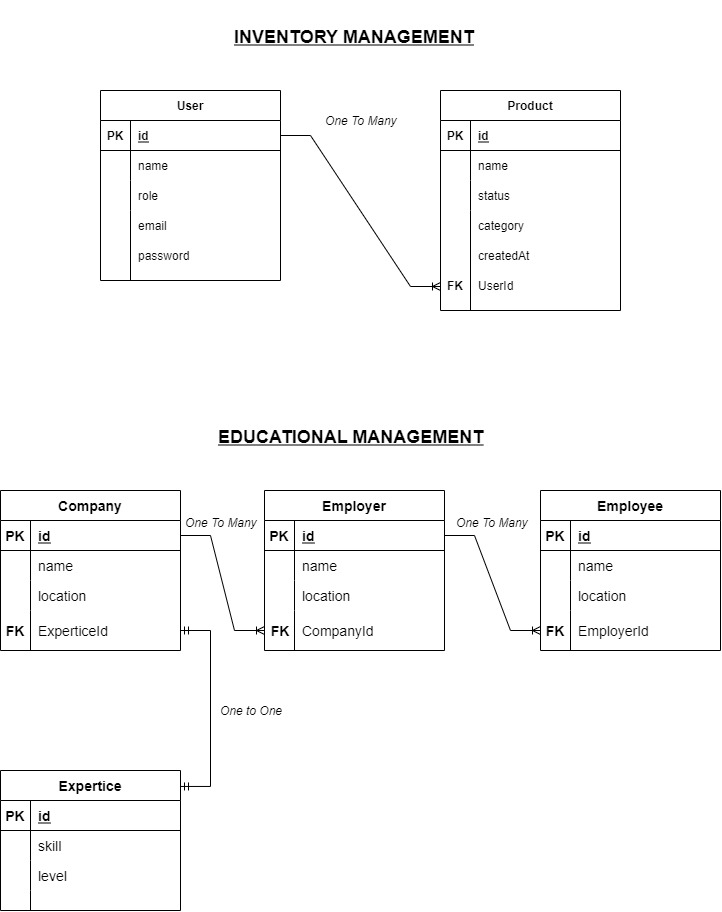 INVENTORY MANAGEMENT
User
PK id
name
role
email
password
One To Many
Product
PK id
name
status
category
createdAt
FK UserId
EDUCATIONAL MANAGEMENT
Company
PK id
name
location
FK ExperticeId
One To Many
Employer
PK id
name
location
FK CompanyId
One To Many
Employee
PK id
name
location
FK EmployerId
One to One
Expertice
PK id
skill
level